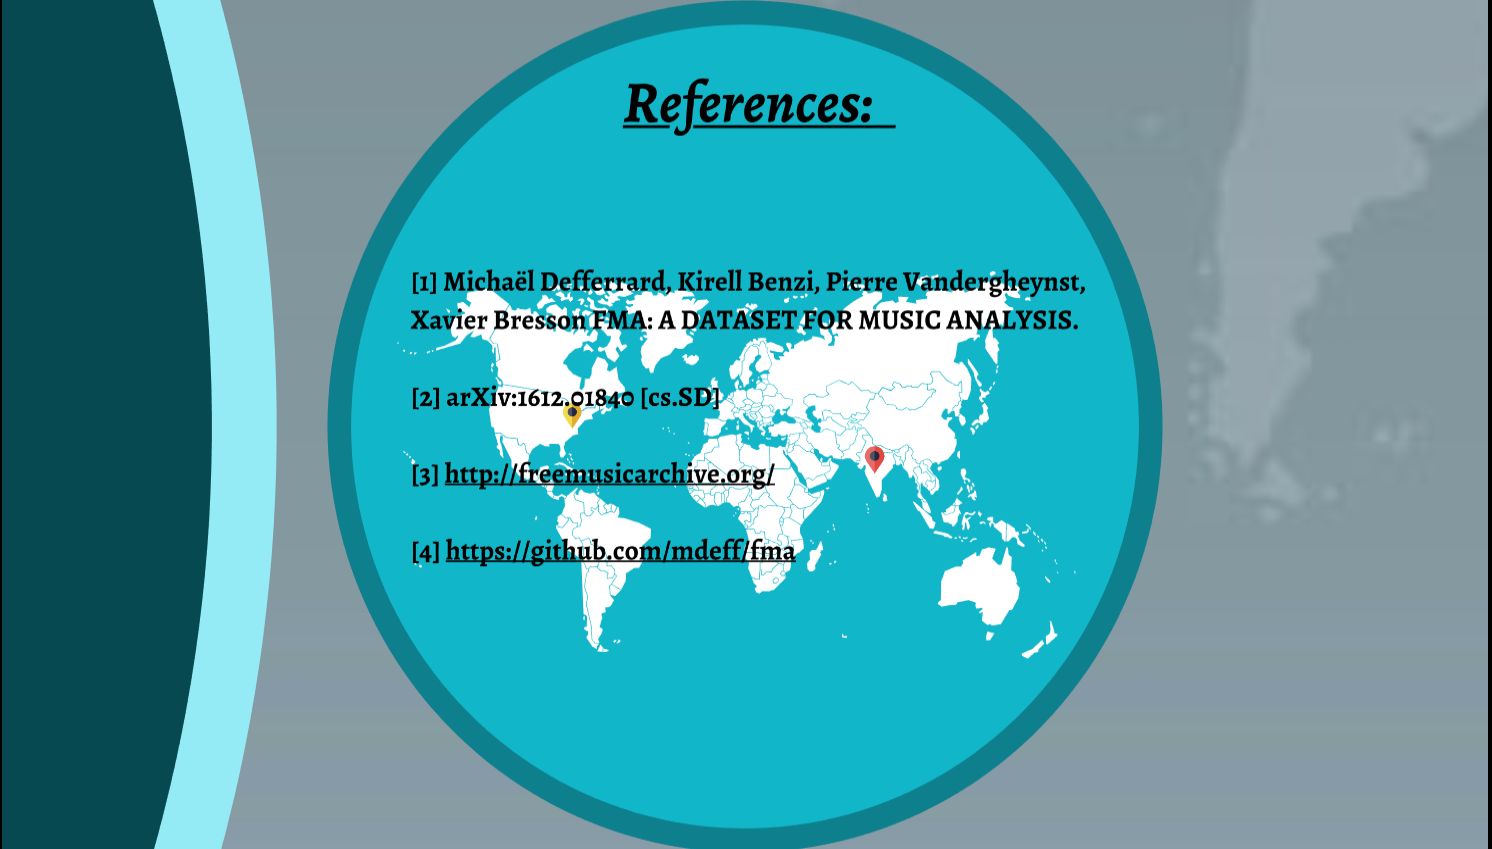 References:
[1] Michaël Defferrard, Kirell Benzi, Pierre Vandergheynst,
Xavier Bresson FMA: A DATASET FOR MUSIC ANALYSIS.
[2] arXiv:1612.01840 [cs.SD]
[3] http://freemusicarchive.org/
[4] https://github.com/mdeff/fma